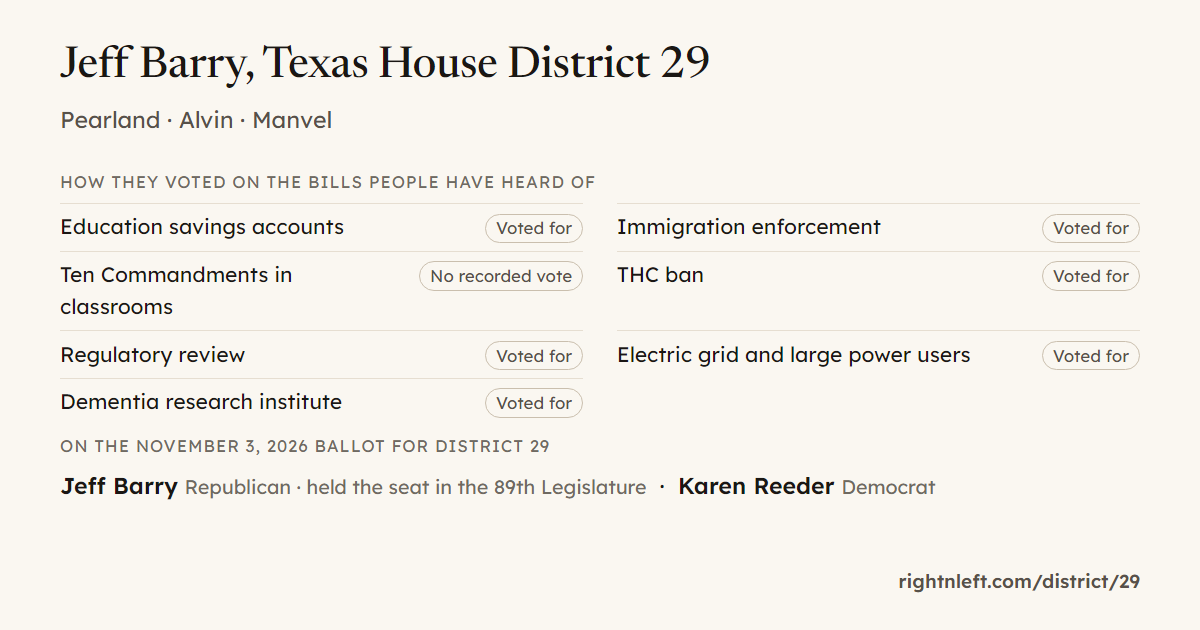 Jeff Barry, Texas House District 29
Pearland · Alvin · Manvel
HOW THEY VOTED ON THE BILLS PEOPLE HAVE HEARD OF
Education savings accounts Voted for
Immigration enforcement Voted for
Ten Commandments in
classrooms No recorded vote
THC ban Voted for
Regulatory review Voted for
Electric grid and large power users Voted for
Dementia research institute Voted for
ON THE NOVEMBER 3, 2026 BALLOT FOR DISTRICT 29
Jeff Barry Republican · held the seat in the 89th Legislature · Karen Reeder Democrat
rightnleft.com/district/29